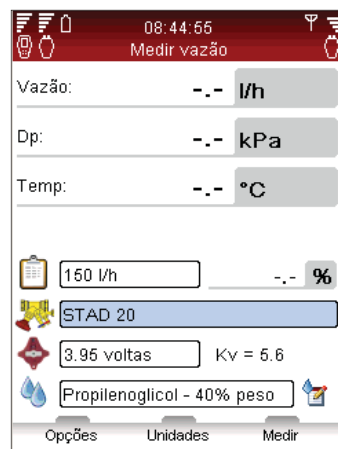 08:44:55
Medir vazão
Vazão: -.- l/h
Dp: -.- kPa
Temp: -.- °C
150 l/h -.- %
STAD 20
3.95 voltas Kv = 5.6
Propilenoglicol - 40% peso
Opções Unidades Medir